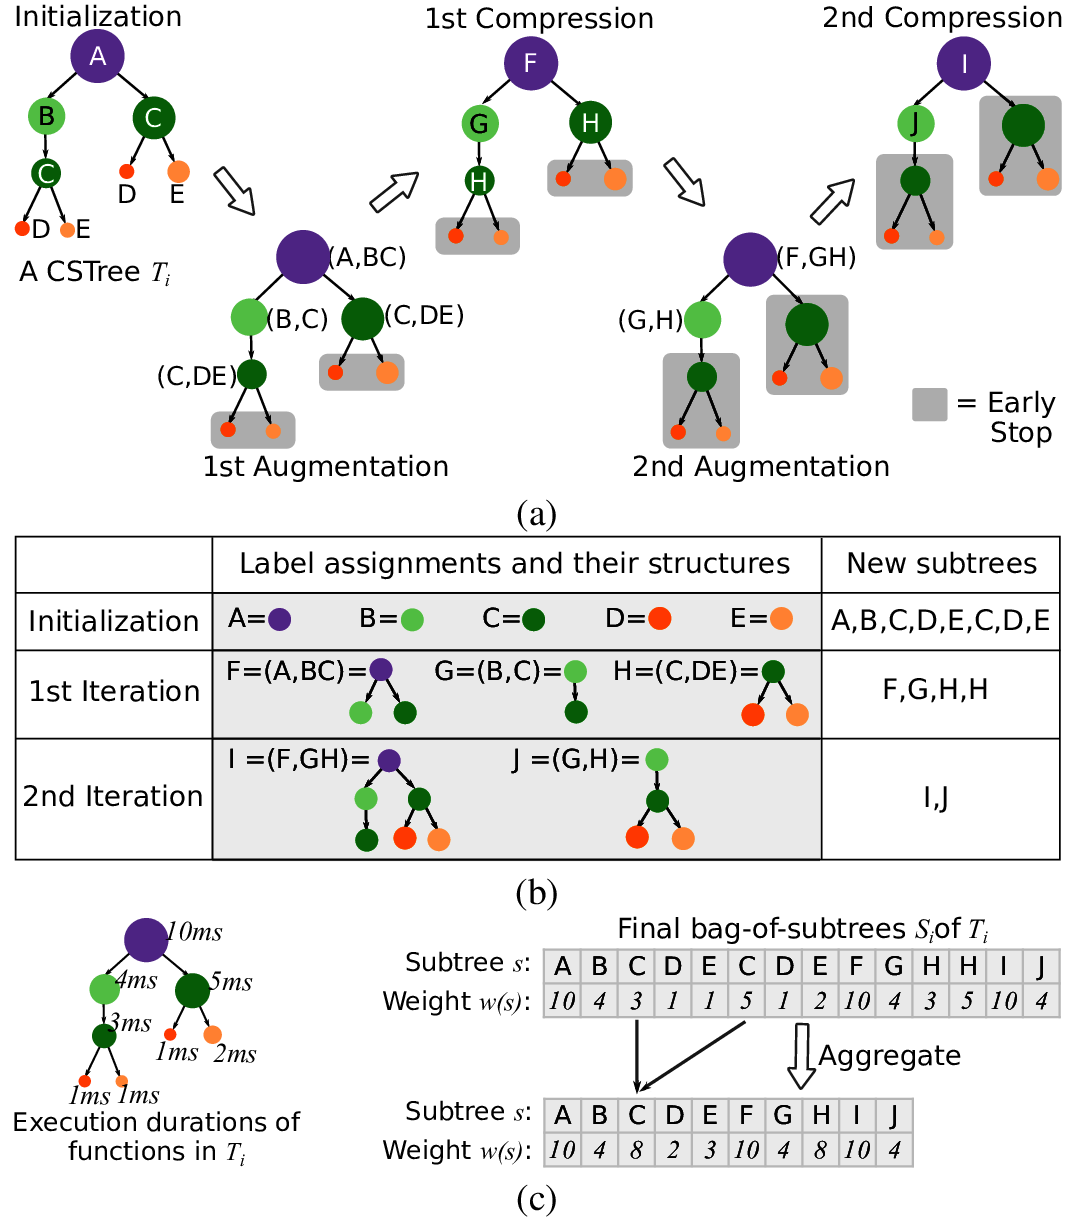 Initialization
1st Compression
2nd Compression
A
F
I
B
C
G
H
J
C
H
D
E
D
E
A CSTree Ti
(A,BC)
(F,GH)
(B,C)
(C,DE)
(G,H)
(C,DE)
= Early
Stop
1st Augmentation
2nd Augmentation
(a)
Label assignments and their structures
New subtrees
Initialization
A=
B=
C=
D=
E=
A,B,C,D,E,C,D,E
1st Iteration
F=(A,BC)=
G=(B,C)=
H=(C,DE)=
F,G,H,H
2nd Iteration
I =(F,GH)=
J =(G,H)=
I,J
(b)
10ms
4ms
5ms
3ms
1ms
2ms
1ms
1ms
Execution durations of
functions in Ti
Final bag-of-subtrees Si of Ti
Subtree s: A B C D E C D E F G H H I J
Weight w(s): 10 4 3 1 1 5 1 2 10 4 3 5 10 4
Aggregate
Subtree s: A B C D E F G H I J
Weight w(s): 10 4 8 2 3 10 4 8 10 4
(c)